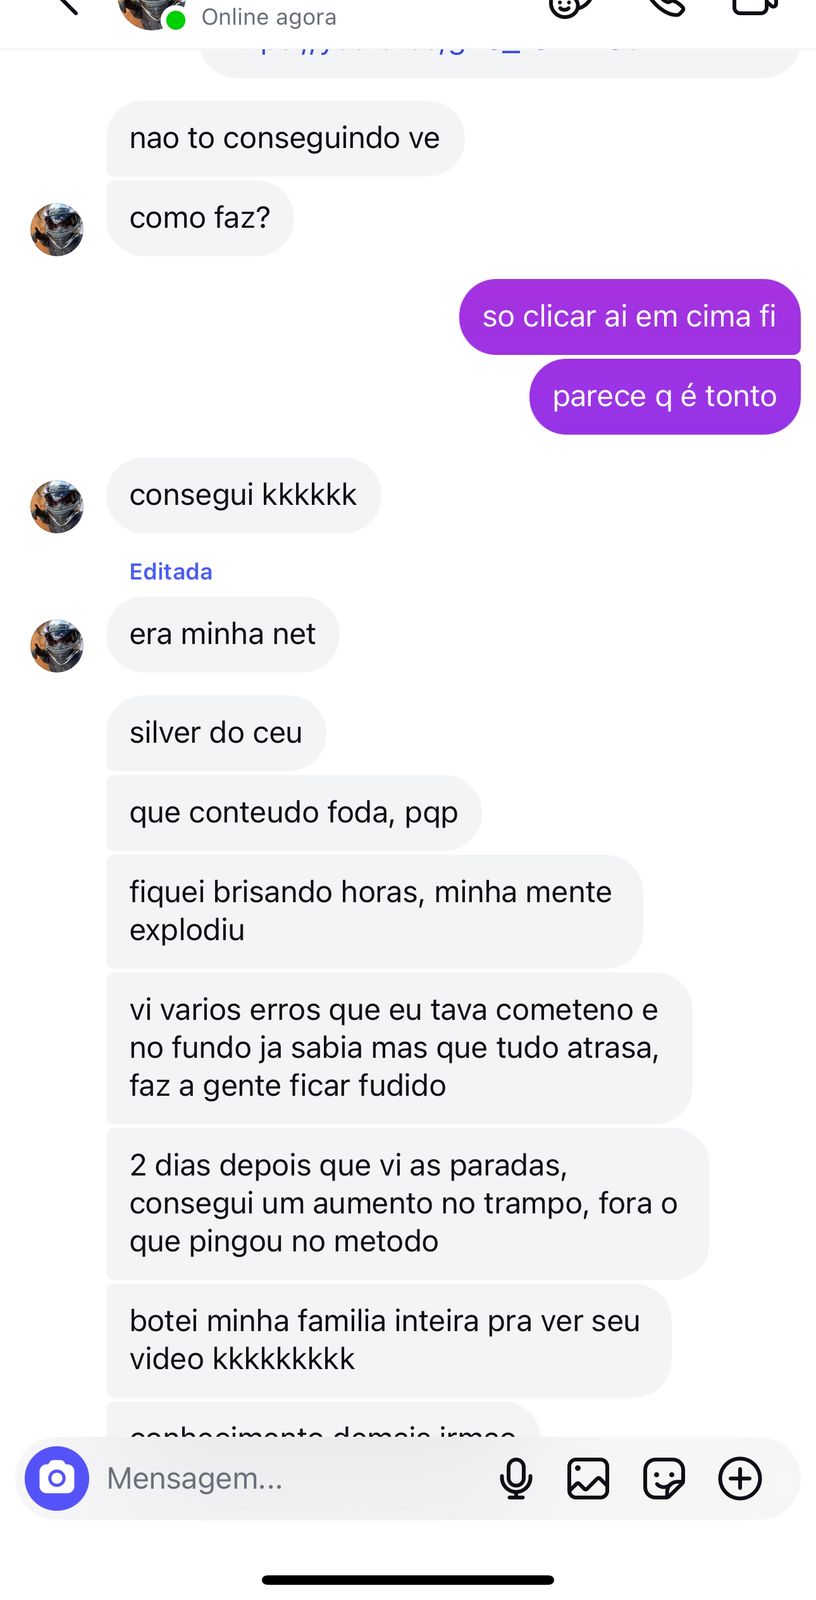 Online agora
nao to conseguindo ve
como faz?
so clicar ai em cima fi
parece q é tonto
consegui kkkkkk
Editada
era minha net
silver do ceu
que conteudo foda, pqp
fiquei brisando horas, minha mente
explodiu
vi varios erros que eu tava cometeno e
no fundo ja sabia mas que tudo atrasa,
faz a gente ficar fudido
2 dias depois que vi as paradas,
consegui um aumento no trampo, fora o
que pingou no metodo
botei minha familia inteira pra ver seu
video kkkkkkkkk
conhecimento demais irmao
Mensagem...